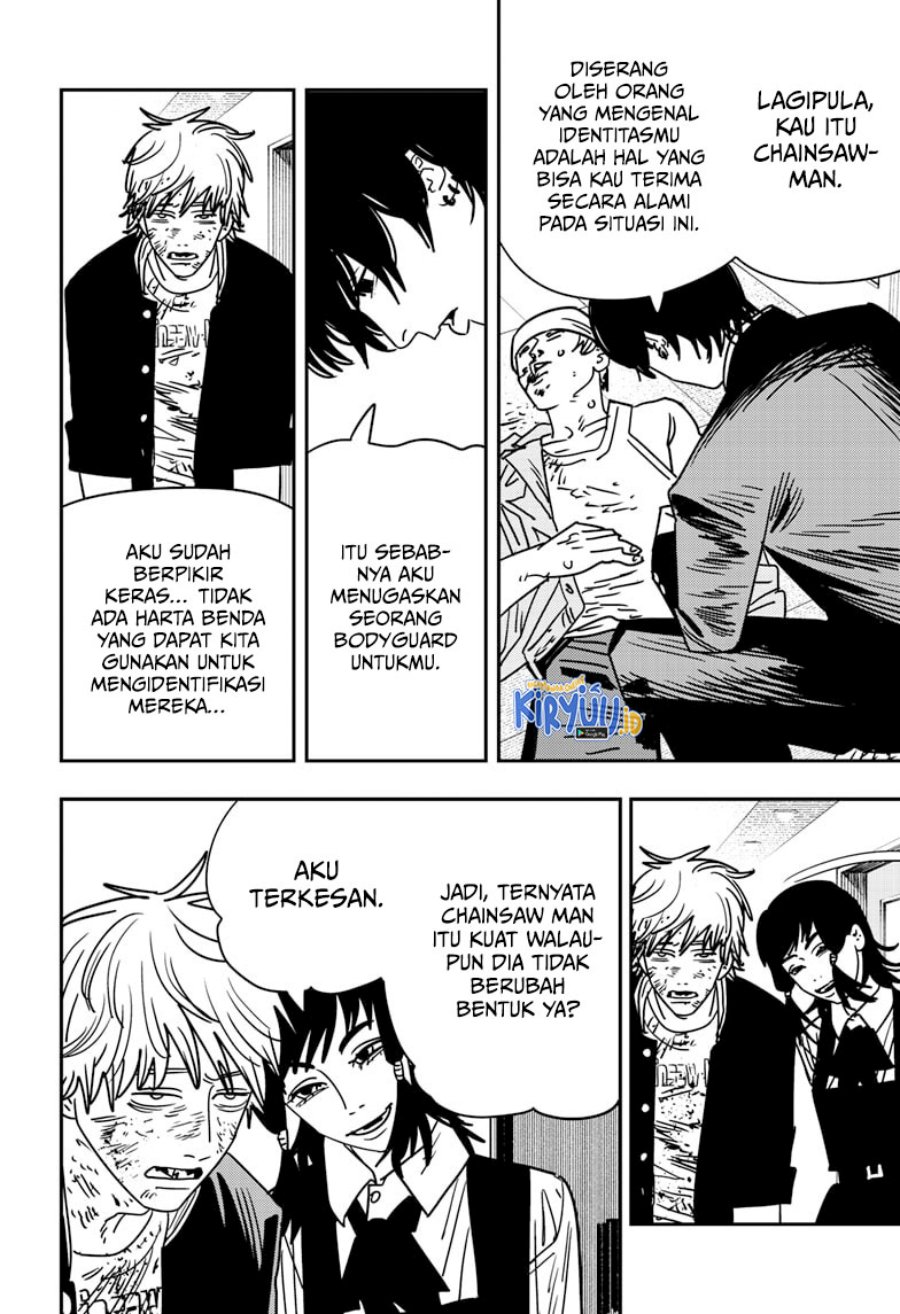 LAGIPULA,
KAU ITU
CHAINSAW-
MAN.
DISERANG
OLEH ORANG
YANG MENGENAL
IDENTITASMU
ADALAH HAL YANG
BISA KAU TERIMA
SECARA ALAMI
PADA SITUASI INI.
ITU SEBAB-
NYA AKU
MENUGASKAN
SEORANG
BODYGUARD
UNTUKMU.
AKU SUDAH
BERPIKIR
KERAS... TIDAK
ADA HARTA BENDA
YANG DAPAT KITA
GUNAKAN UNTUK
MENGIDENTIFIKASI
MEREKA...
KIRYUU.ID
JADI, TERNYATA
CHAINSAW MAN
ITU KUAT WALAU-
PUN DIA TIDAK
BERUBAH
BENTUK YA?
AKU
TERKESAN.